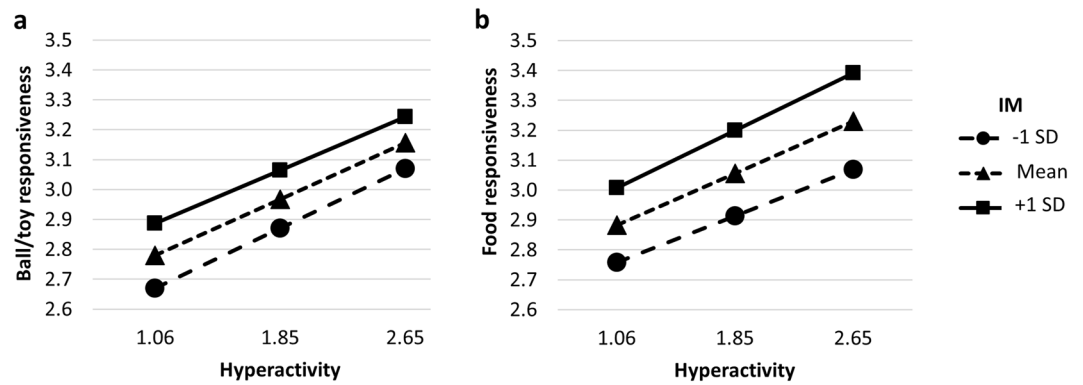 a
Ball/toy responsiveness
3.5
3.4
3.3
3.2
3.1
3.0
2.9
2.8
2.7
2.6
1.06 1.85 2.65
Hyperactivity
b
Food responsiveness
3.5
3.4
3.3
3.2
3.1
3.0
2.9
2.8
2.7
2.6
1.06 1.85 2.65
Hyperactivity
IM
-1 SD
Mean
+1 SD